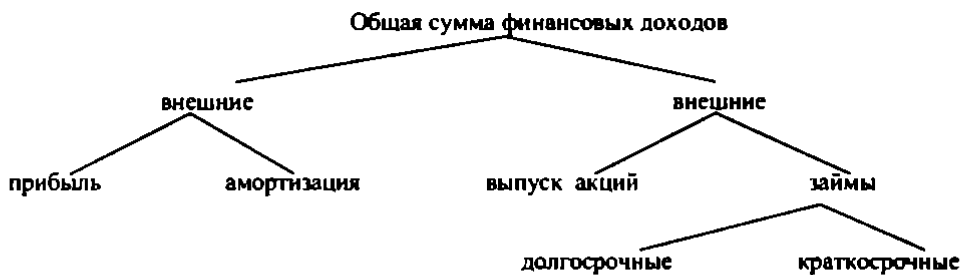 Общая сумма финансовых доходов
внешние внешние
прибыль амортизация выпуск акций займы
долгосрочные краткосрочные